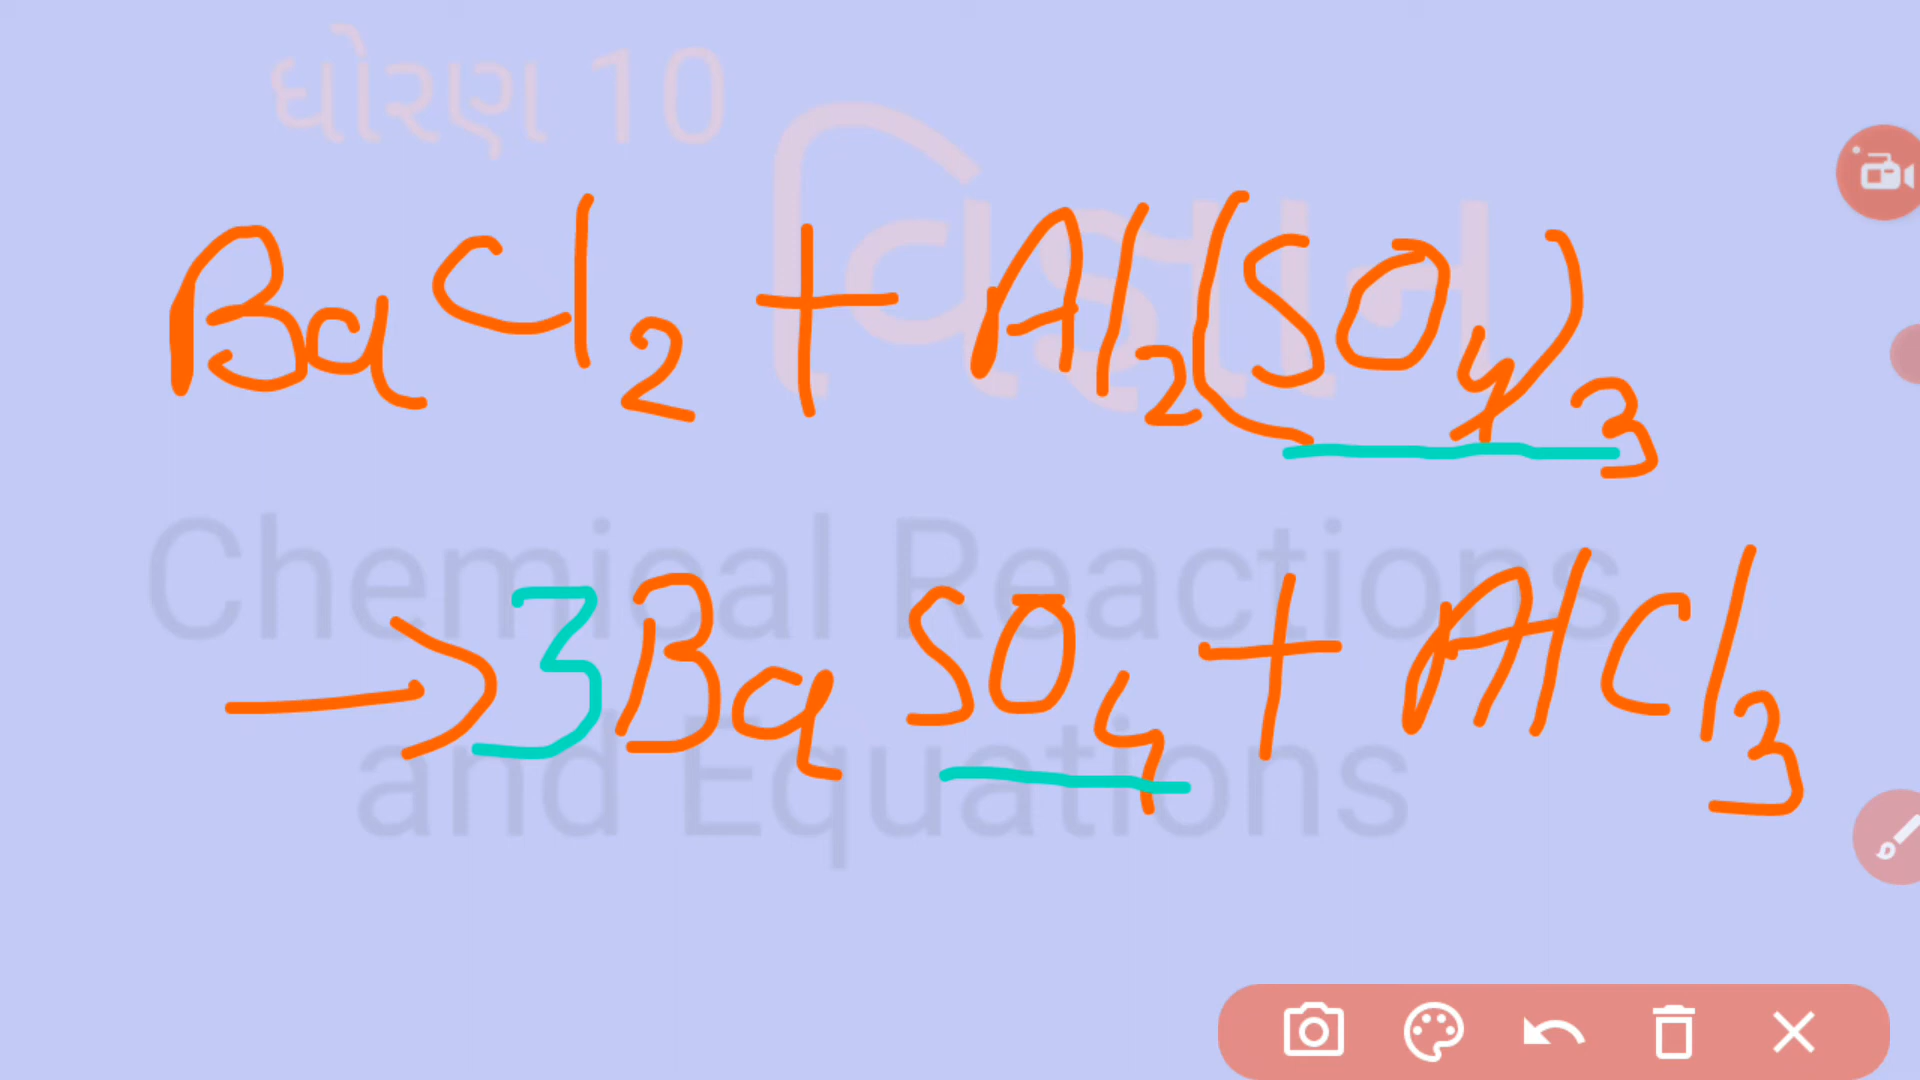 ધોરણ 10
વિજ્ઞાન
BaCl₂ + Al₂(SO₄)₃
Chemical Reactions
→ 3BaSO₄ + AlCl₃
and Equations